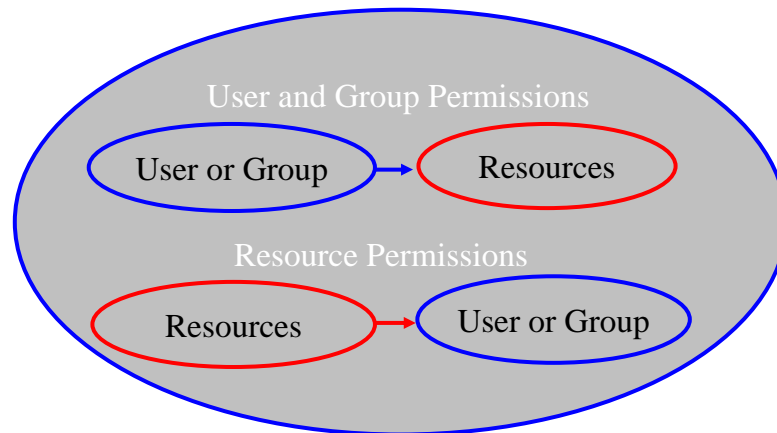 User and Group Permissions
User or Group
Resources
Resource Permissions
Resources
User or Group